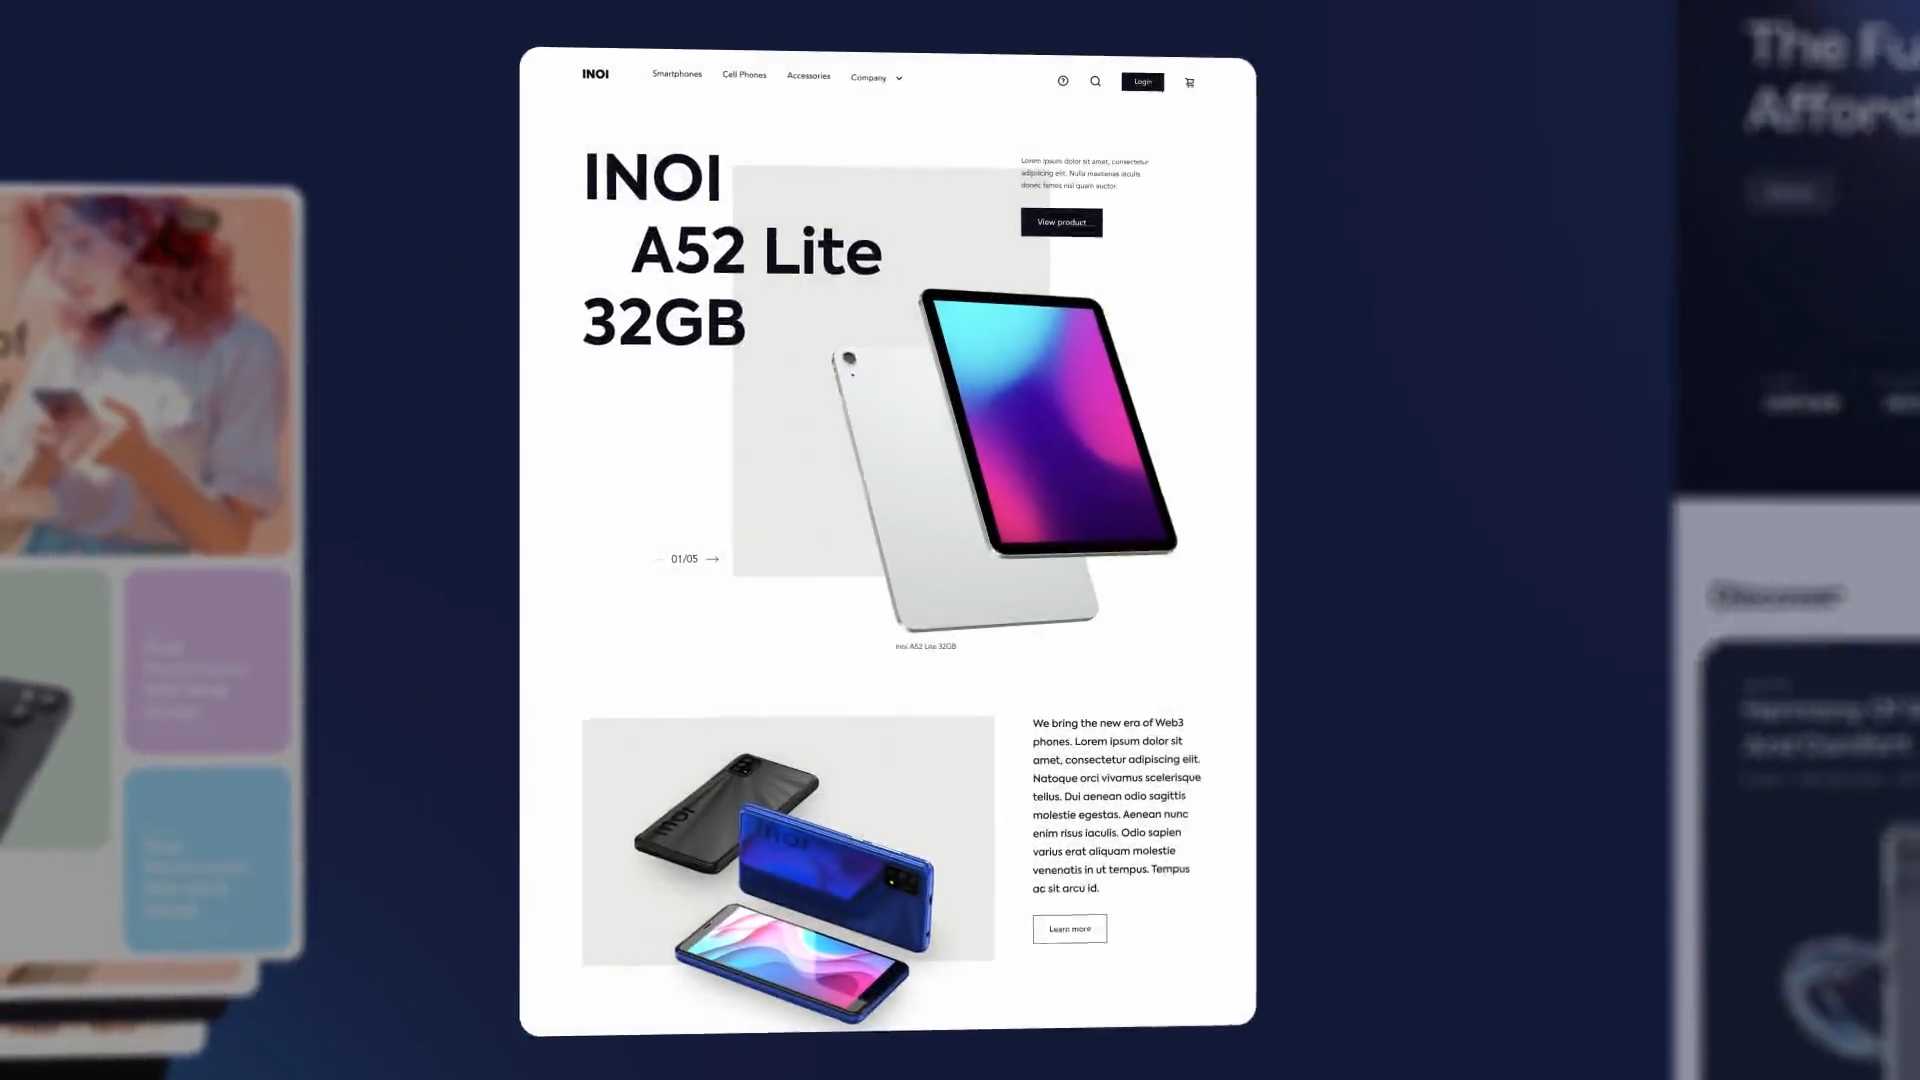 INOI
Smartphones
Cell Phones
Accessories
Company
Login
INOI
A52 Lite
32GB
Lorem ipsum dolor sit amet, consectetur
adipiscing elit. Nulla maecenas iaculis
donec fames nisl quam auctor.
View product
01/05
Inoi A52 Lite 32GB
We bring the new era of Web3
phones. Lorem ipsum dolor sit
amet, consectetur adipiscing elit.
Natoque orci vivamus scelerisque
tellus. Dui aenean odio sagittis
molestie egestas. Aenean nunc
enim risus iaculis. Odio sapien
varius erat aliquam molestie
venenatis in ut tempus. Tempus
ac sit arcu id.
Learn more
inoi
inoi
The Fu
Afford
Discover